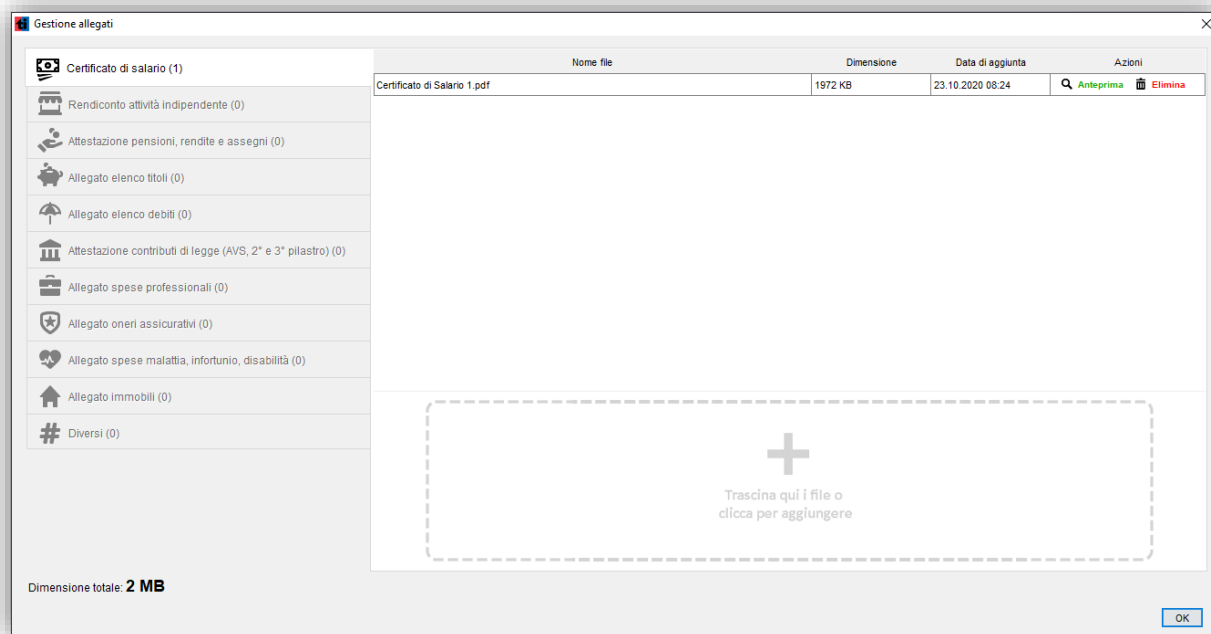 Gestione allegati
Certificato di salario (1)
Rendiconto attività indipendente (0)
Attestazione pensioni, rendite e assegni (0)
Allegato elenco titoli (0)
Allegato elenco debiti (0)
Attestazione contributi di legge (AVS, 2° e 3° pilastro) (0)
Allegato spese professionali (0)
Allegato oneri assicurativi (0)
Allegato spese malattia, infortunio, disabilità (0)
Allegato immobili (0)
Diversi (0)
Nome file Dimensione Data di aggiunta Azioni
Certificato di Salario 1.pdf 1972 KB 23.10.2020 08:24 Anteprima Elimina
Trascina qui i file o
clicca per aggiungere
Dimensione totale: 2 MB
OK